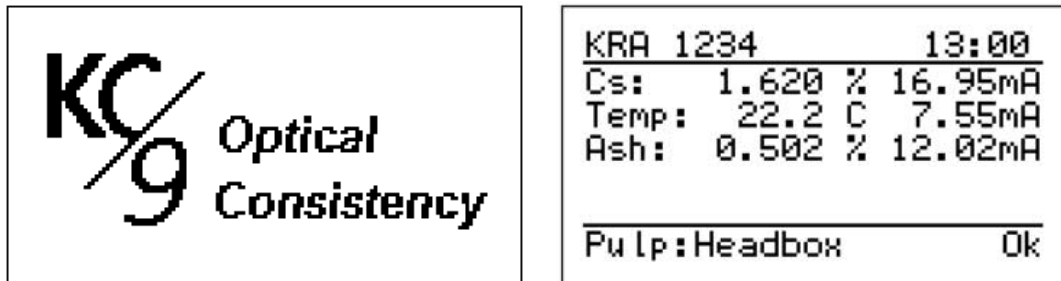 KC/9 Optical
Consistency
KRA 1234 13:00
Cs: 1.620 % 16.95mA
Temp: 22.2 C 7.55mA
Ash: 0.502 % 12.02mA
Pulp:Headbox Ok